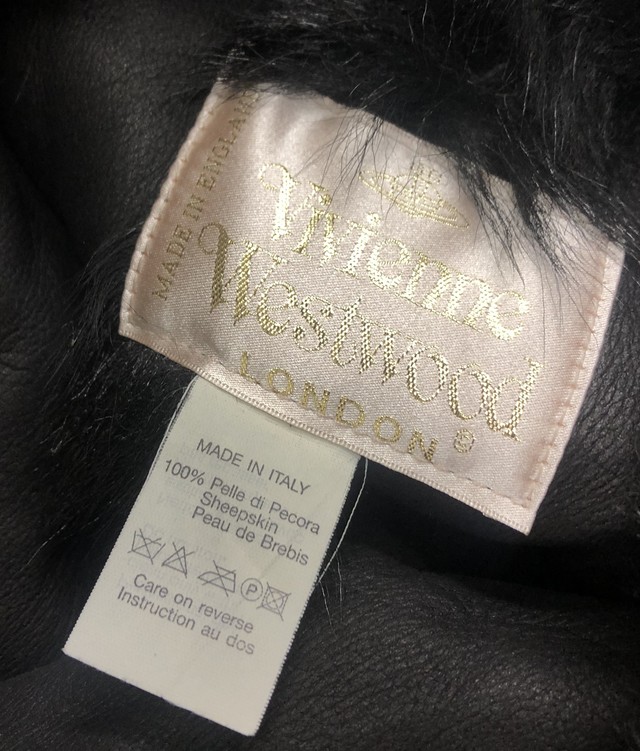 MADE IN ENGLAND
Vivienne
Westwood
LONDON®
MADE IN ITALY
100% Pelle di Pecora
Sheepskin
Peau de Brebis
P
Care on reverse
Instruction au dos